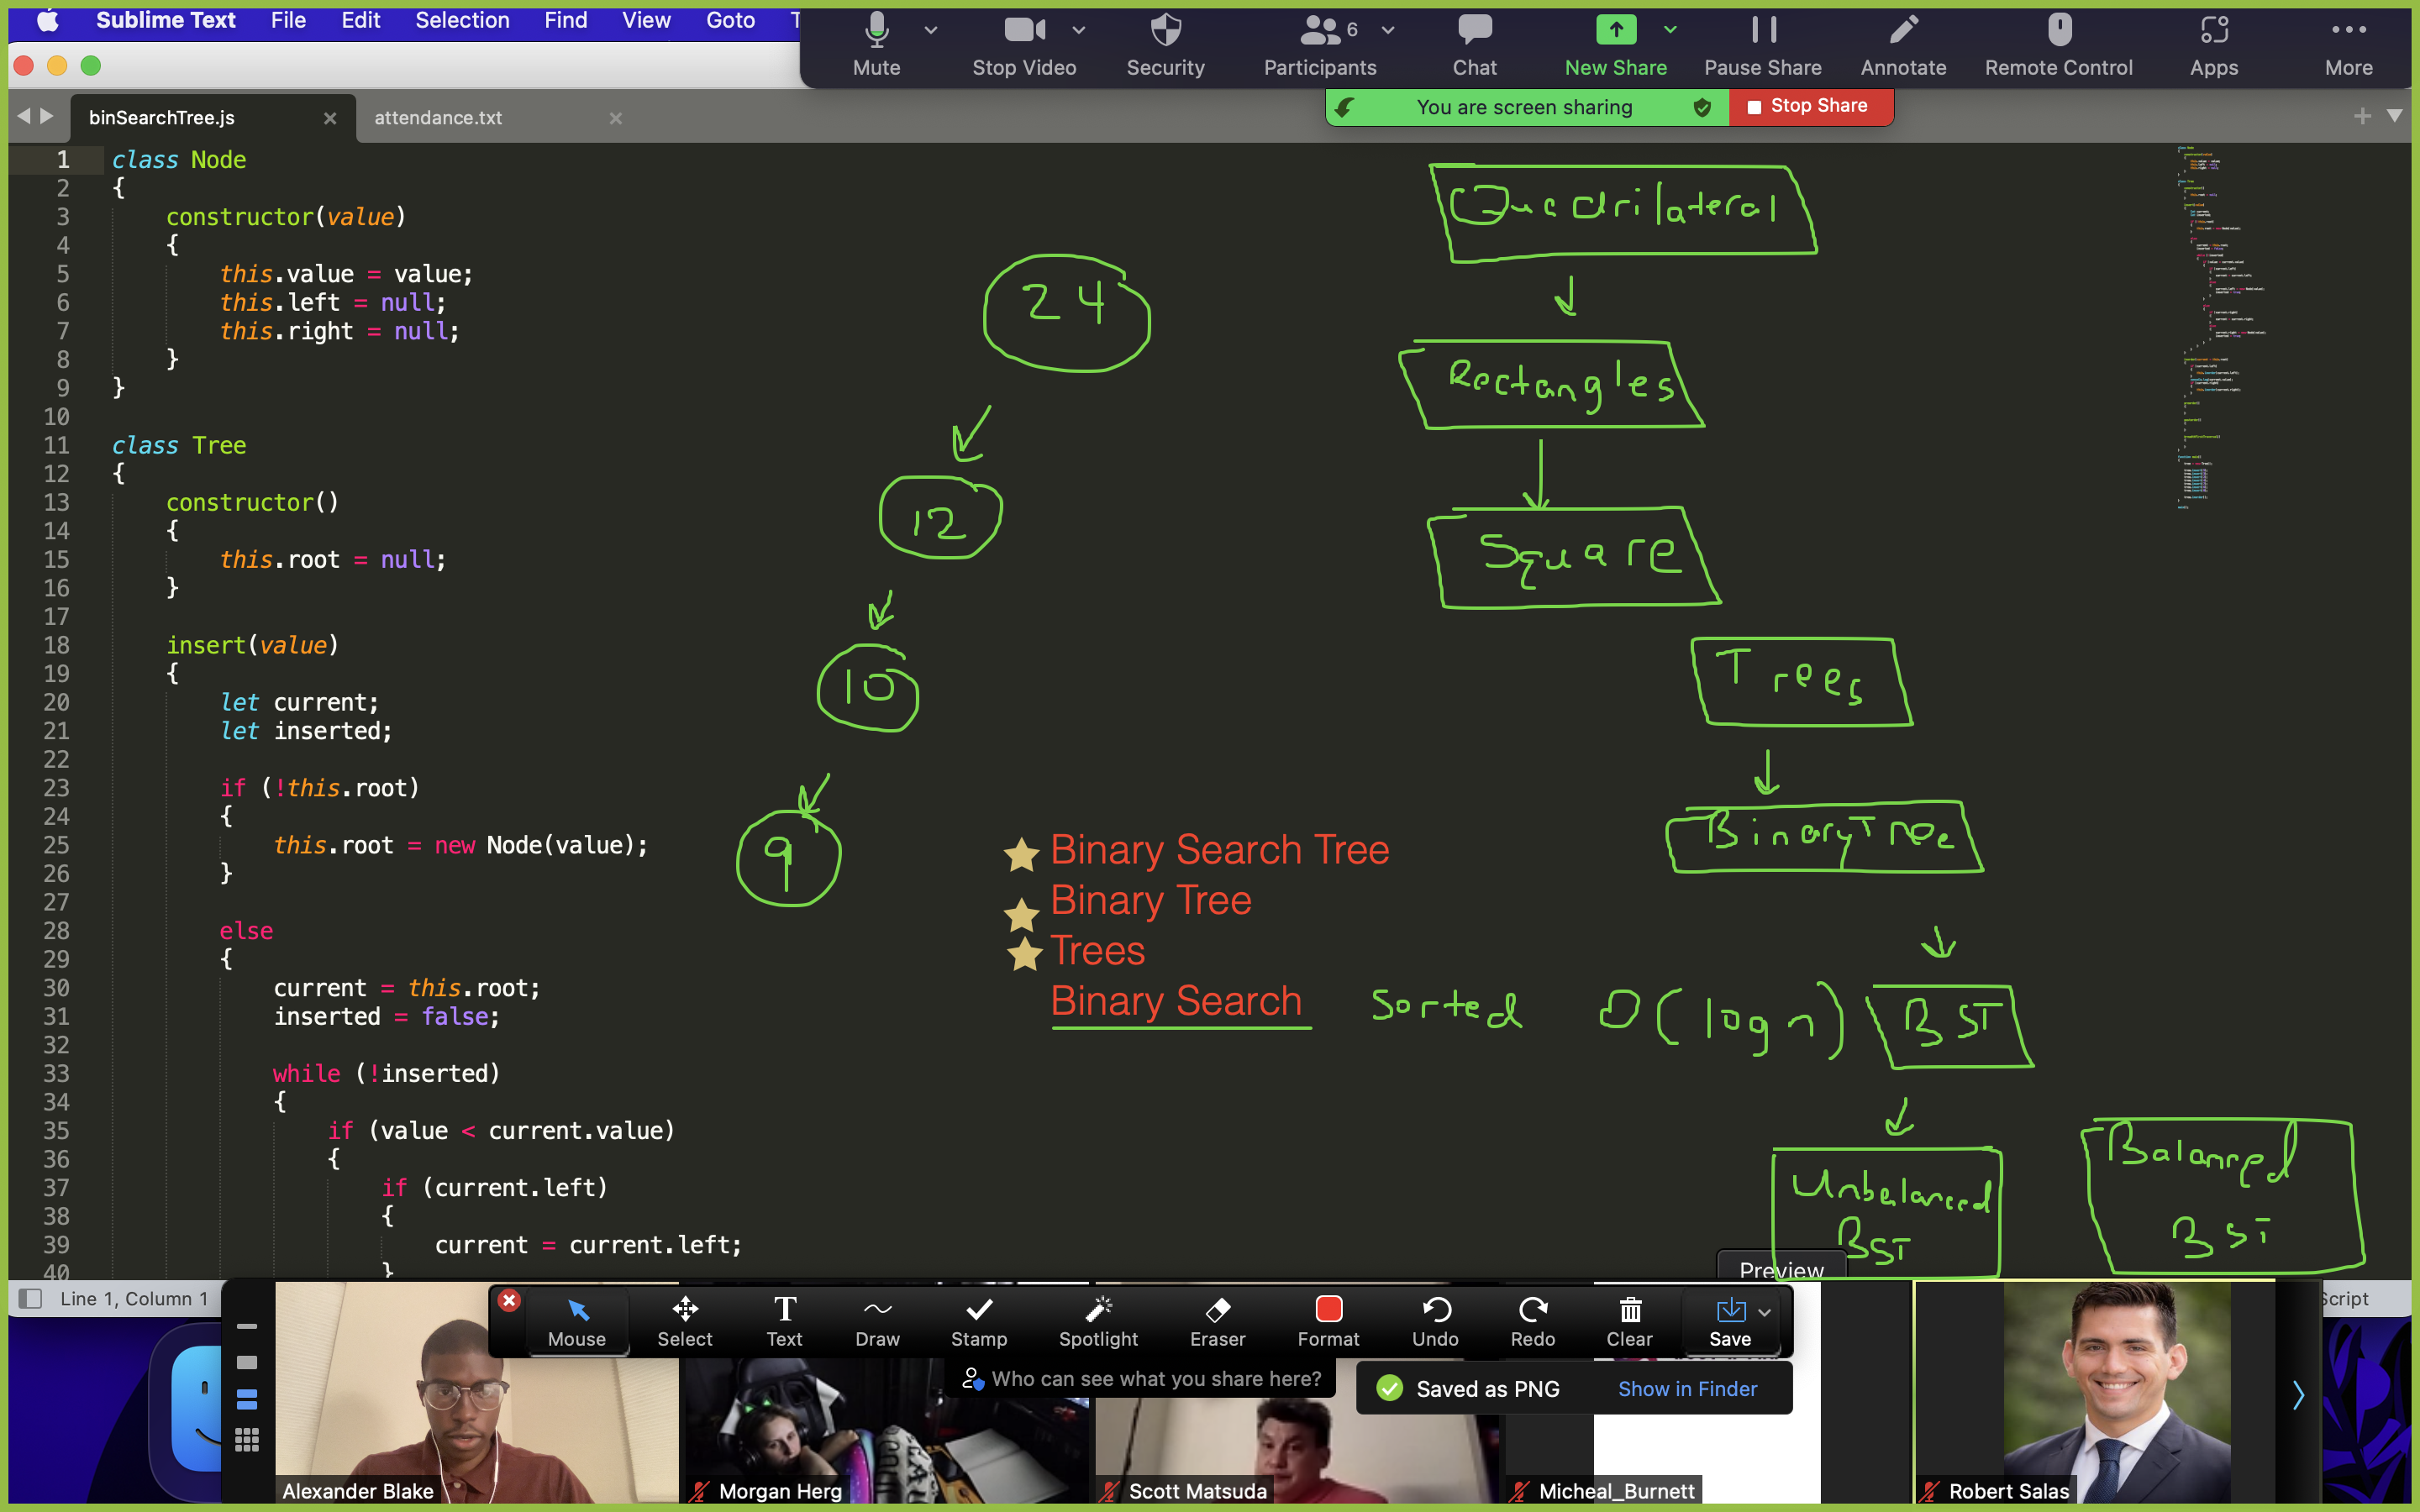 Sublime Text File Edit Selection Find View Goto T
Mute Stop Video Security Participants 6 Chat New Share Pause Share Annotate Remote Control Apps More
You are screen sharing Stop Share
binSearchTree.js attendance.txt
1 class Node
2 {
3 constructor(value)
4 {
5 this.value = value;
6 this.left = null;
7 this.right = null;
8 }
9 }
10
11 class Tree
12 {
13 constructor()
14 {
15 this.root = null;
16 }
17
18 insert(value)
19 {
20 let current;
21 let inserted;
22
23 if (!this.root)
24 {
25 this.root = new Node(value);
26 }
27
28 else
29 {
30 current = this.root;
31 inserted = false;
32
33 while (!inserted)
34 {
35 if (value < current.value)
36 {
37 if (current.left)
38 {
39 current = current.left;
40 }
24
12
10
9
Quadrilateral
Rectangles
Square
Trees
Binary Tree
BST
Unbalanced
BST
Balanced
BST
Binary Search Tree
Binary Tree
Trees
Binary Search Sorted O(log n)
Preview
Line 1, Column 1
Script
Mouse Select Text Draw Stamp Spotlight Eraser Format Undo Redo Clear Save
Who can see what you share here?
Saved as PNG Show in Finder
Alexander Blake
Morgan Herg
Scott Matsuda
Micheal_Burnett
Robert Salas